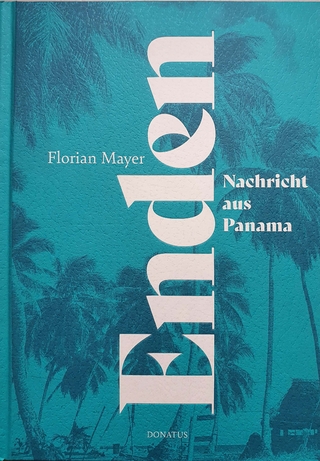 Florian Mayer
Enden
Nachricht
aus
Panama
DONATUS